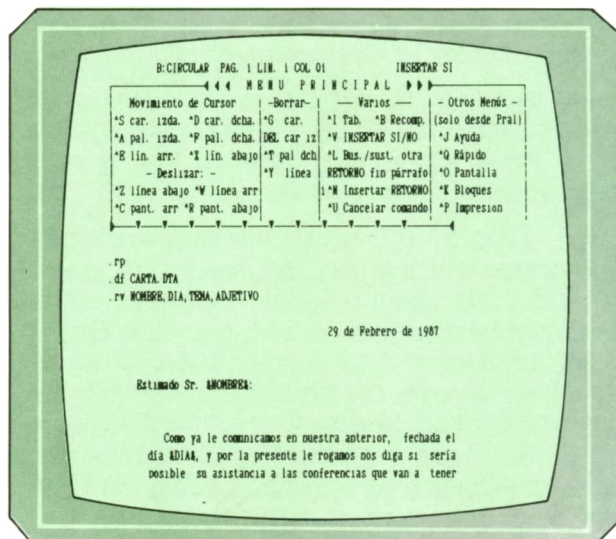 B:CIRCULAR PAG. 1 LIN. 1 COL 01 INSERTAR SI
MENU PRINCIPAL
Movimiento de Cursor | -Borrar- | — Varios — | - Otros Menús -
^S car. izda. ^D car. dcha. | ^G car. | ^I Tab. ^B Recomp. | (solo desde Pral)
^A pal. izda. ^F pal. dcha. | DEL car iz | ^V INSERTAR SI/NO | ^J Ayuda
^E lin. arr. ^X lin. abajo | ^T pal dch | ^L Bus./sust. otra | ^Q Rápido
- Deslizar: - | ^Y línea | RETORNO fin párrafo | ^O Pantalla
^Z línea abajo ^W línea arr | ^N Insertar RETORNO | ^K Bloques
^C pant. arr ^R pant. abajo | ^U Cancelar comando | ^P Impresion
.rp
.df CARTA.DTA
.rv NOMBRE,DIA,TEMA,ADJETIVO
29 de Febrero de 1987
Estimado Sr. &NOMBRE&:
Como ya le comunicamos en nuestra anterior, fechada el
día &DIA&, y por la presente le rogamos nos diga si sería
posible su asistancia a las conferencias que van a tener